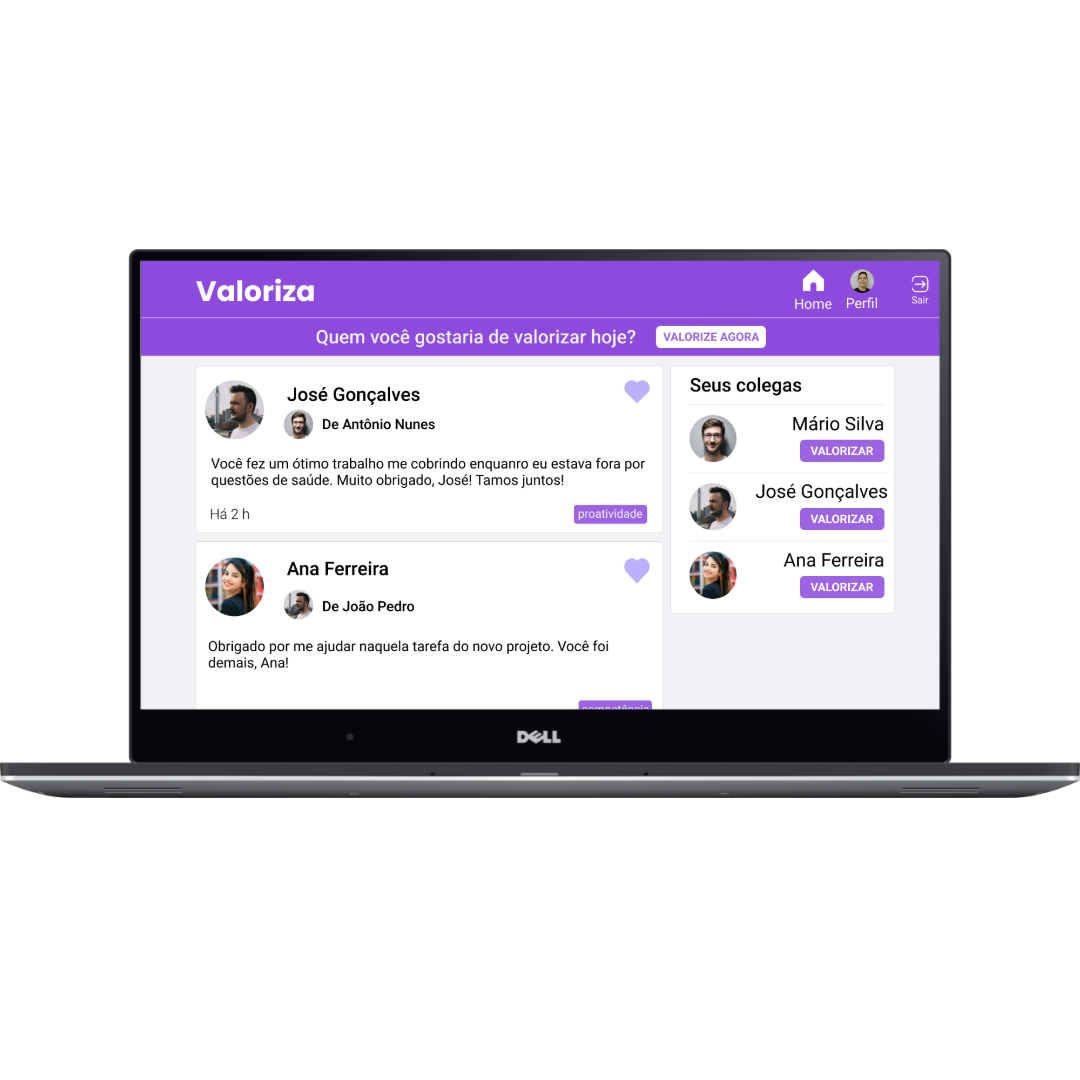 Valoriza
Home
Perfil
Sair
Quem você gostaria de valorizar hoje?
VALORIZE AGORA
José Gonçalves
De Antônio Nunes
Você fez um ótimo trabalho me cobrindo enquanro eu estava fora por
questões de saúde. Muito obrigado, José! Tamos juntos!
Há 2 h
proatividade
Ana Ferreira
De João Pedro
Obrigado por me ajudar naquela tarefa do novo projeto. Você foi
demais, Ana!
competência
Seus colegas
Mário Silva
VALORIZAR
José Gonçalves
VALORIZAR
Ana Ferreira
VALORIZAR
DELL